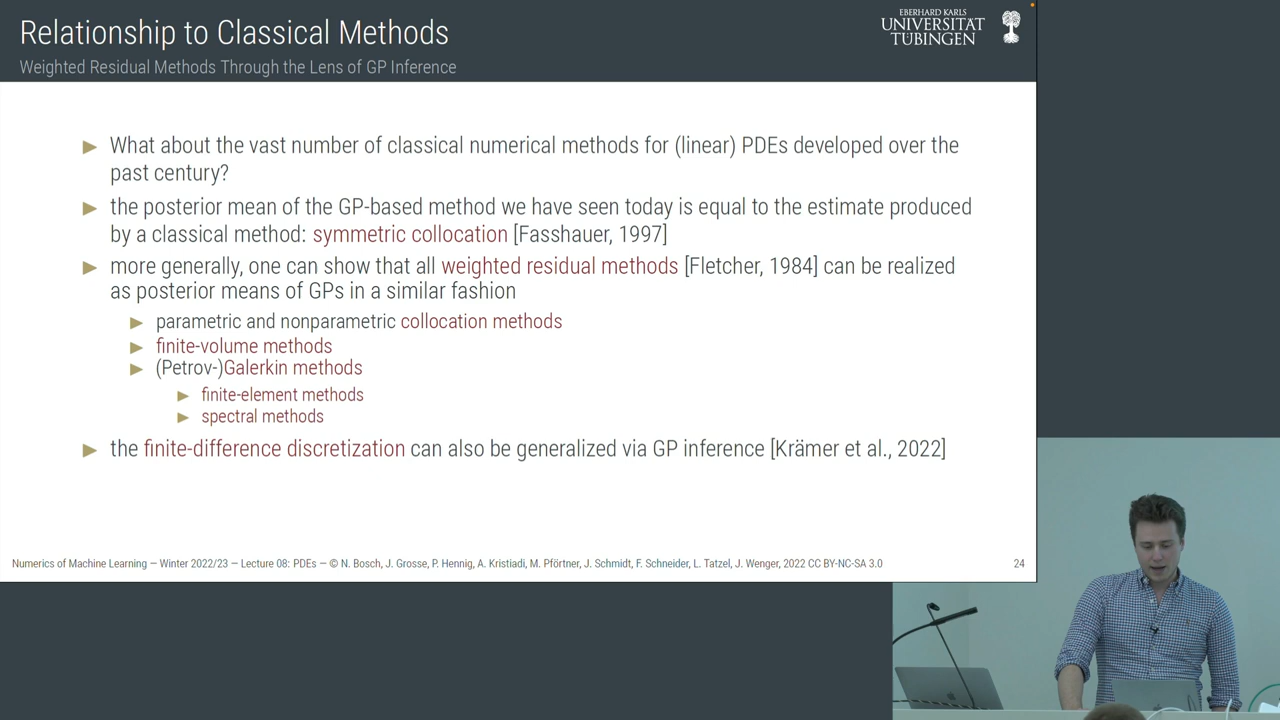 Relationship to Classical Methods
Weighted Residual Methods Through the Lens of GP Inference
EBERHARD KARLS
UNIVERSITÄT
TÜBINGEN
What about the vast number of classical numerical methods for (linear) PDEs developed over the
past century?
the posterior mean of the GP-based method we have seen today is equal to the estimate produced
by a classical method: symmetric collocation [Fasshauer, 1997]
more generally, one can show that all weighted residual methods [Fletcher, 1984] can be realized
as posterior means of GPs in a similar fashion
parametric and nonparametric collocation methods
finite-volume methods
(Petrov-)Galerkin methods
finite-element methods
spectral methods
the finite-difference discretization can also be generalized via GP inference [Krämer et al., 2022]
Numerics of Machine Learning — Winter 2022/23 — Lecture 08: PDEs — © N. Bosch, J. Grosse, P. Hennig, A. Kristiadi, M. Pförtner, J. Schmidt, F. Schneider, L. Tatzel, J. Wenger, 2022 CC BY-NC-SA 3.0
24